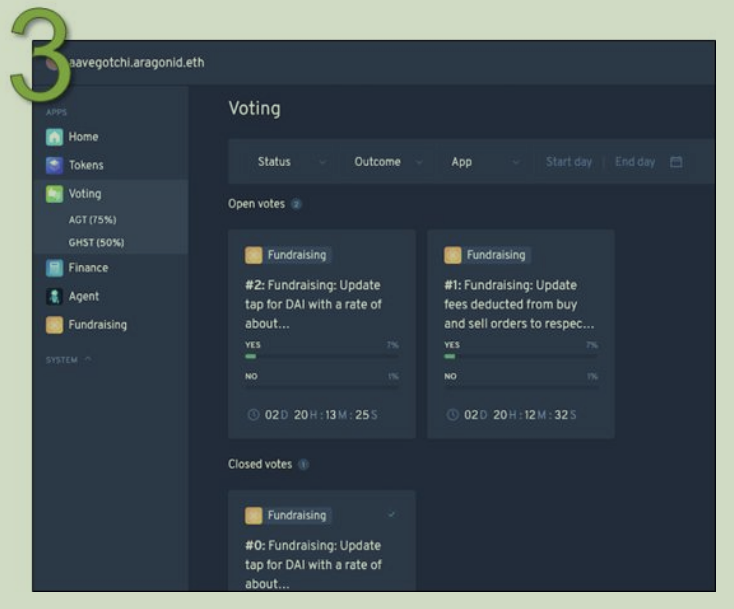 3
aavegotchi.aragonid.eth
APPS
Home
Tokens
Voting
AGT (75%)
GHST (50%)
Finance
Agent
Fundraising
SYSTEM
Voting
Status
Outcome
App
Start day | End day
Open votes 2
Fundraising
#2: Fundraising: Update
tap for DAI with a rate of
about...
YES 7%
NO 1%
02D 20H : 13M : 25S
Fundraising
#1: Fundraising: Update
fees deducted from buy
and sell orders to respec...
YES 7%
NO 1%
02D 20H : 12M : 32S
Closed votes 1
Fundraising
#0: Fundraising: Update
tap for DAI with a rate of
about...